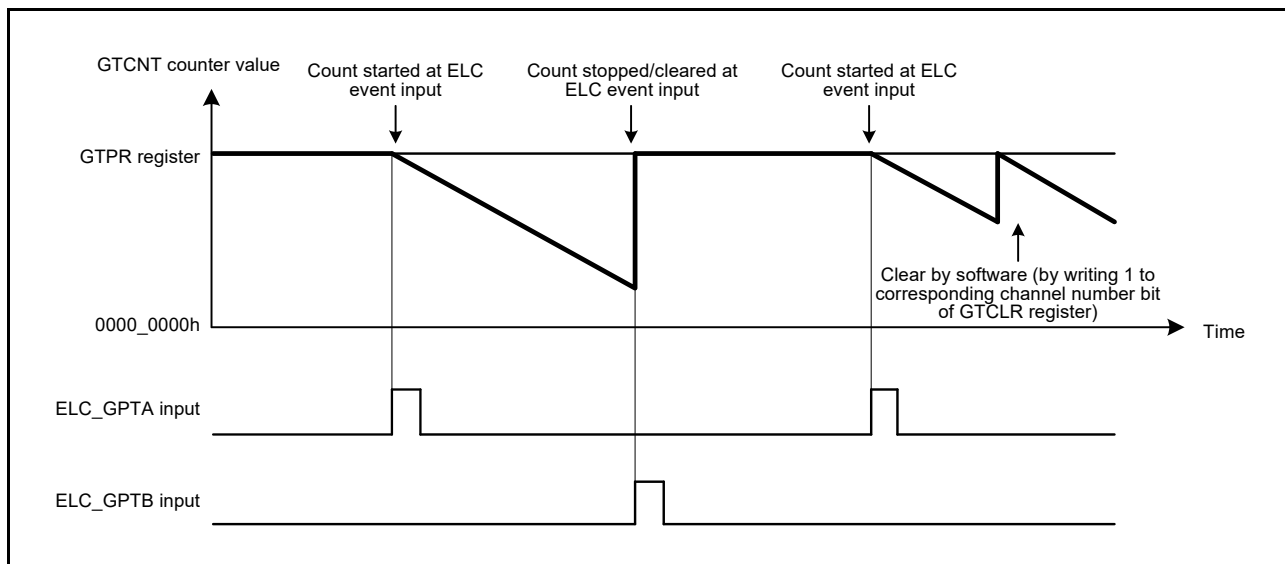 GTCNT counter value
Count started at ELC
event input
Count stopped/cleared at
ELC event input
Count started at ELC
event input
GTPR register
Clear by software (by writing 1 to
corresponding channel number bit
of GTCLR register)
0000_0000h
Time
ELC_GPTA input
ELC_GPTB input